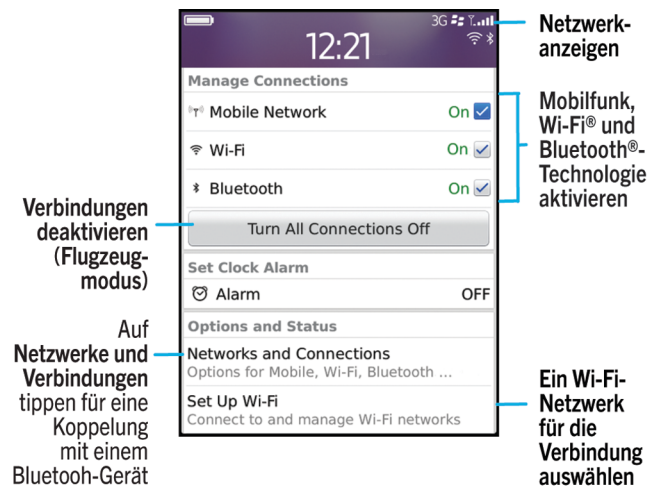 3G
12:21
Netzwerk-
anzeigen
Manage Connections
Mobile Network On
Wi-Fi On
Bluetooth On
Mobilfunk,
Wi-Fi® und
Bluetooth®-
Technologie
aktivieren
Turn All Connections Off
Verbindungen
deaktivieren
(Flugzeug-
modus)
Set Clock Alarm
Alarm OFF
Options and Status
Networks and Connections
Options for Mobile, Wi-Fi, Bluetooth ...
Set Up Wi-Fi
Connect to and manage Wi-Fi networks
Auf
Netzwerke und
Verbindungen
tippen für eine
Koppelung
mit einem
Bluetooh-Gerät
Ein Wi-Fi-
Netzwerk
für die
Verbindung
auswählen